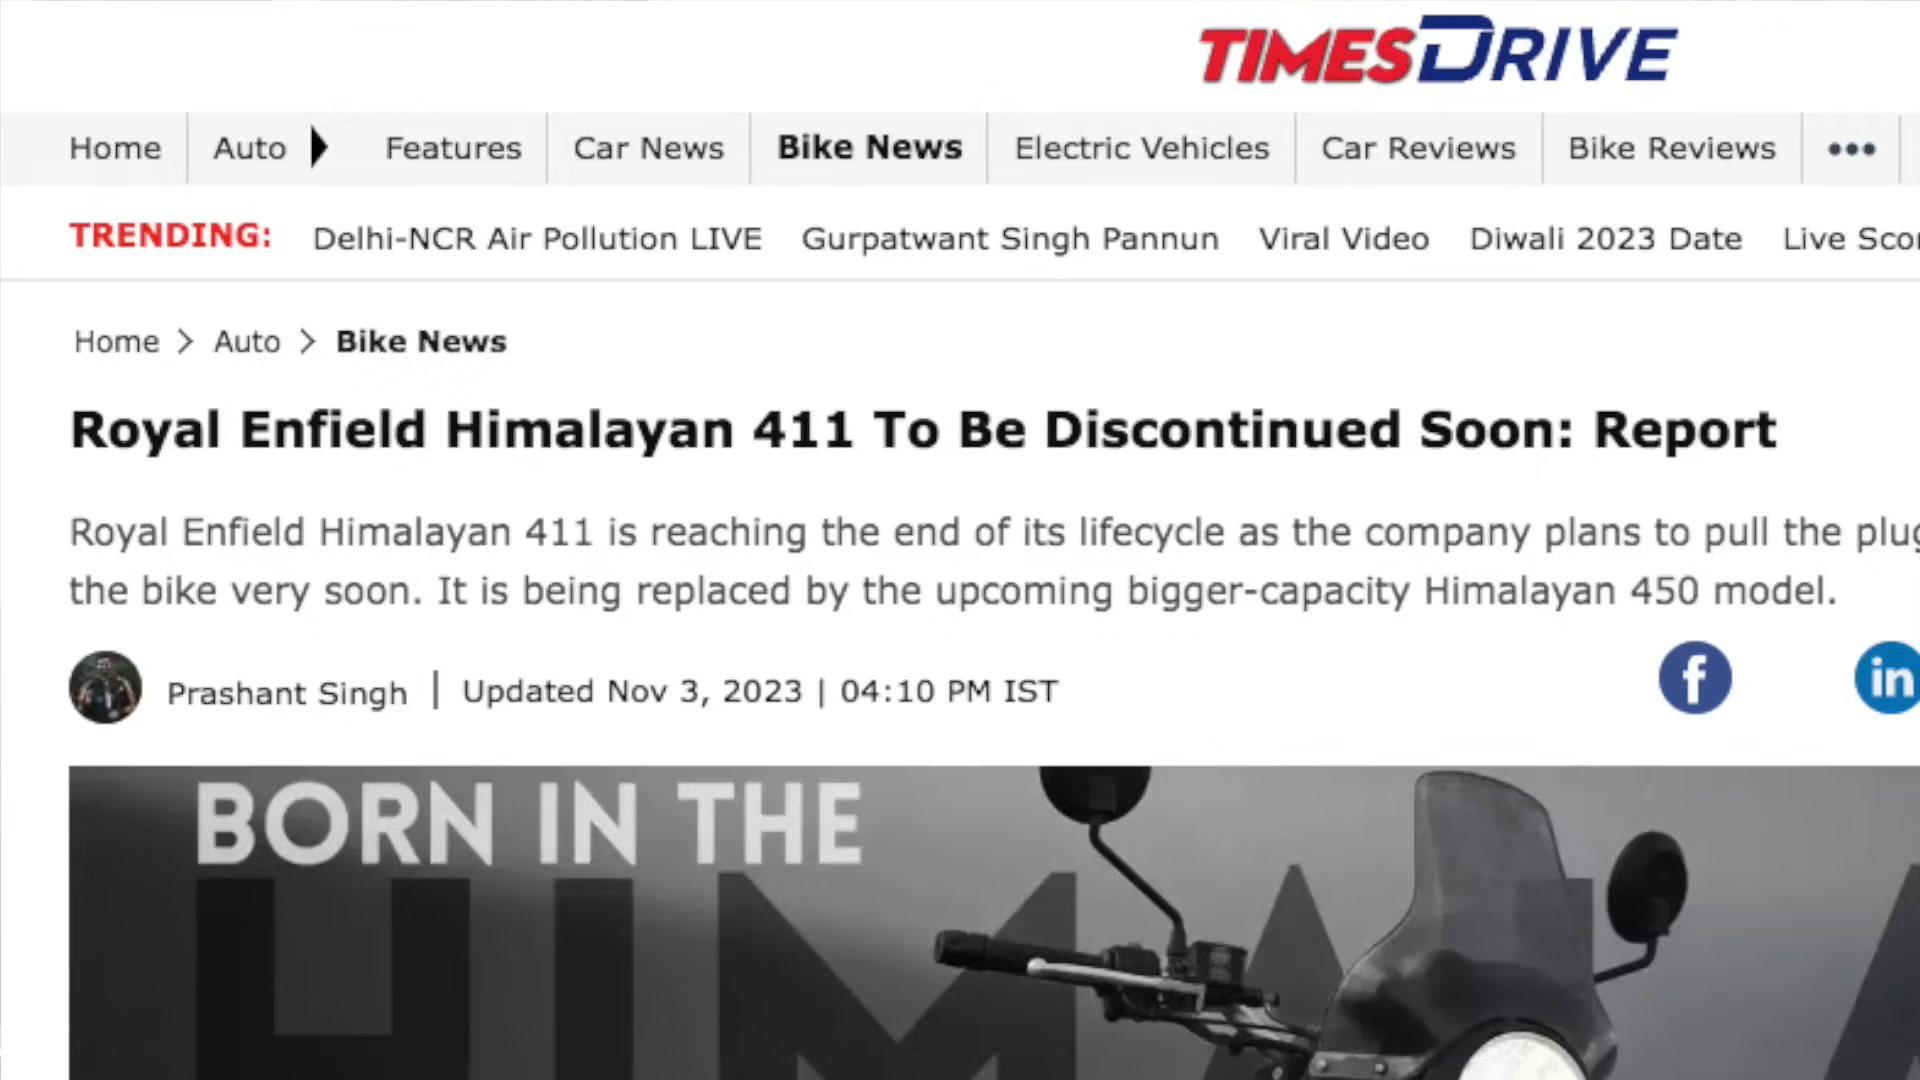 TIMESDRIVE
Home Auto Features Car News Bike News Electric Vehicles Car Reviews Bike Reviews •••
TRENDING: Delhi-NCR Air Pollution LIVE Gurpatwant Singh Pannun Viral Video Diwali 2023 Date Live
Home > Auto > Bike News
Royal Enfield Himalayan 411 To Be Discontinued Soon: Report
Royal Enfield Himalayan 411 is reaching the end of its lifecycle as the company plans to pull the
the bike very soon. It is being replaced by the upcoming bigger-capacity Himalayan 450 model.
Prashant Singh | Updated Nov 3, 2023 | 04:10 PM IST
f in
BORN IN THE